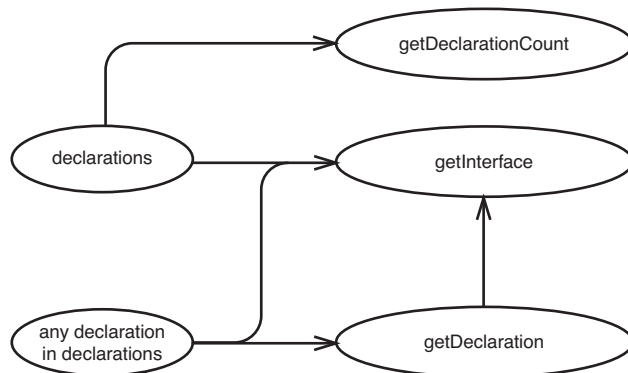 getDeclarationCount
declarations
getInterface
any declaration
in declarations
getDeclaration